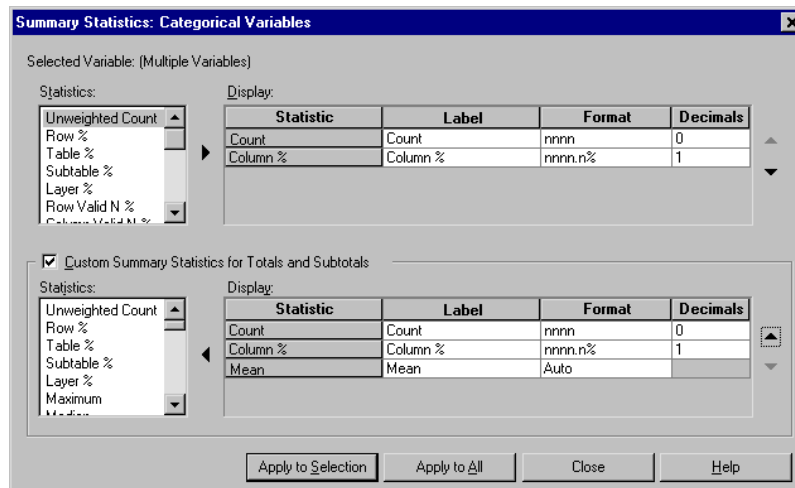 Summary Statistics: Categorical Variables
Selected Variable: (Multiple Variables)
Statistics:
Unweighted Count
Row %
Table %
Subtable %
Layer %
Row Valid N %
Column Valid N %
Display:
Statistic Label Format Decimals
Count Count nnnn 0
Column % Column % nnnn.n% 1
Custom Summary Statistics for Totals and Subtotals
Statistics:
Unweighted Count
Row %
Table %
Subtable %
Layer %
Maximum
Median
Display:
Statistic Label Format Decimals
Count Count nnnn 0
Column % Column % nnnn.n% 1
Mean Mean Auto
Apply to Selection Apply to All Close Help